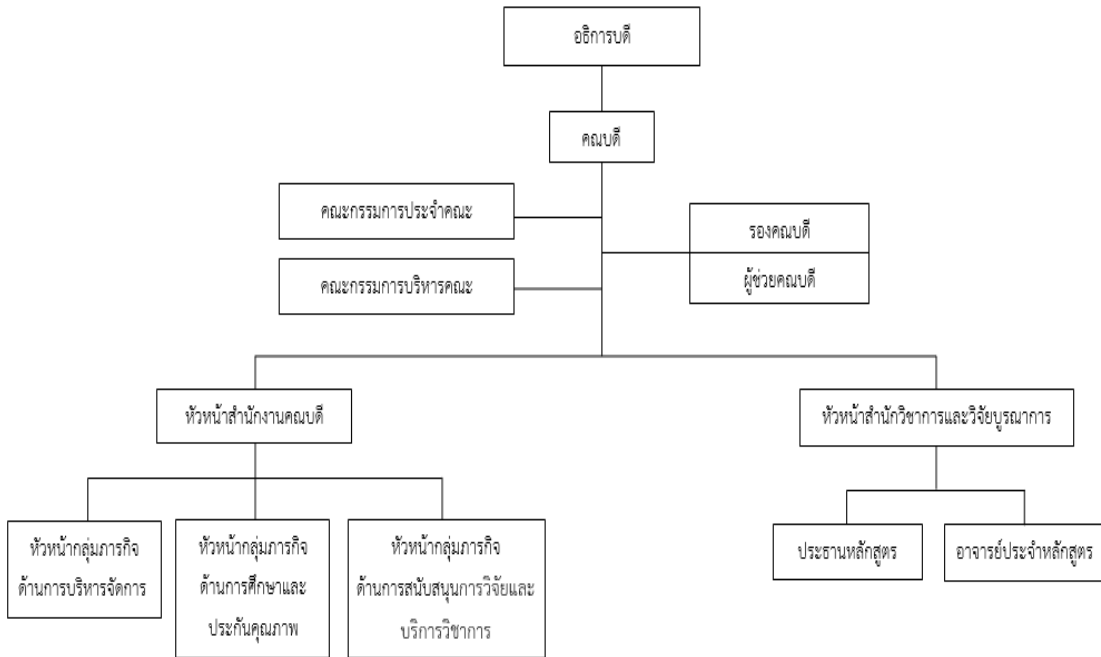 อธิการบดี
คณบดี
คณะกรรมการประจำคณะ
รองคณบดี
คณะกรรมการบริหารคณะ
ผู้ช่วยคณบดี
หัวหน้าสำนักงานคณบดี
หัวหน้าสำนักวิชาการและวิจัยบูรณาการ
หัวหน้ากลุ่มภารกิจ
ด้านการบริหารจัดการ
หัวหน้ากลุ่มภารกิจ
ด้านการศึกษาและ
ประกันคุณภาพ
หัวหน้ากลุ่มภารกิจ
ด้านการสนับสนุนการวิจัยและ
บริการวิชาการ
ประธานหลักสูตร
อาจารย์ประจำหลักสูตร